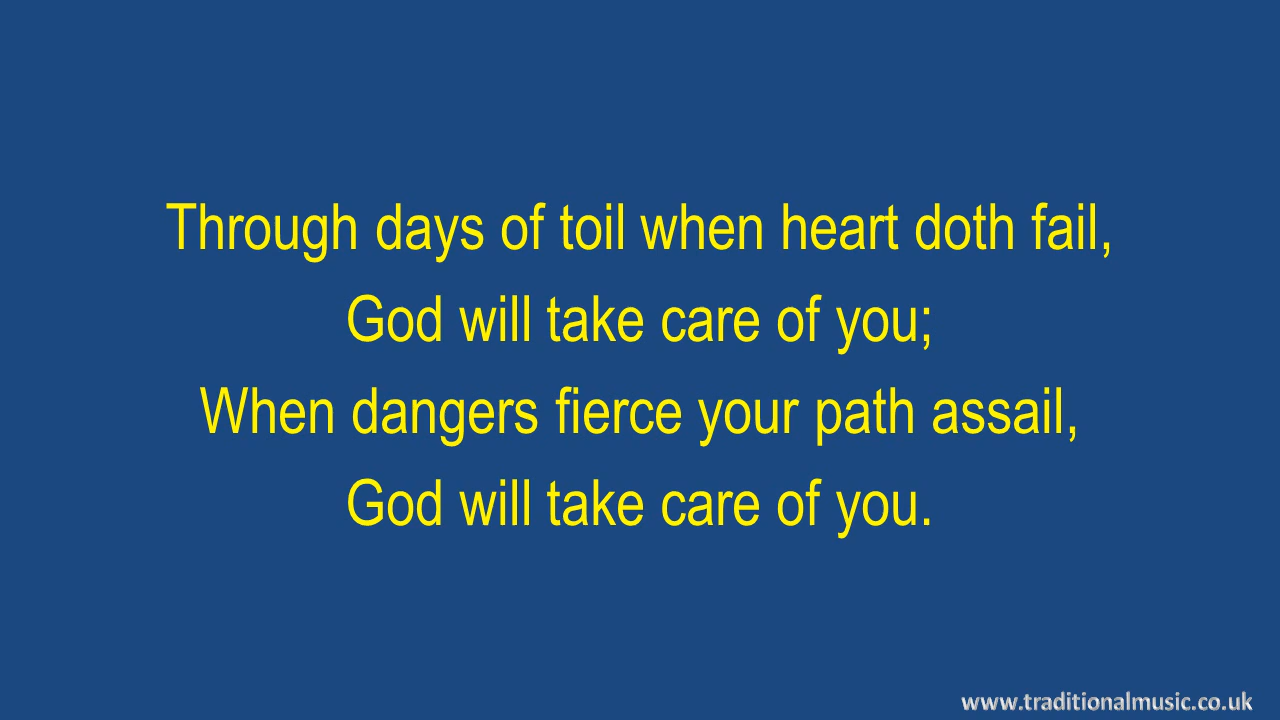 Through days of toil when heart doth fail,
God will take care of you;
When dangers fierce your path assail,
God will take care of you.
www.traditionalmusic.co.uk